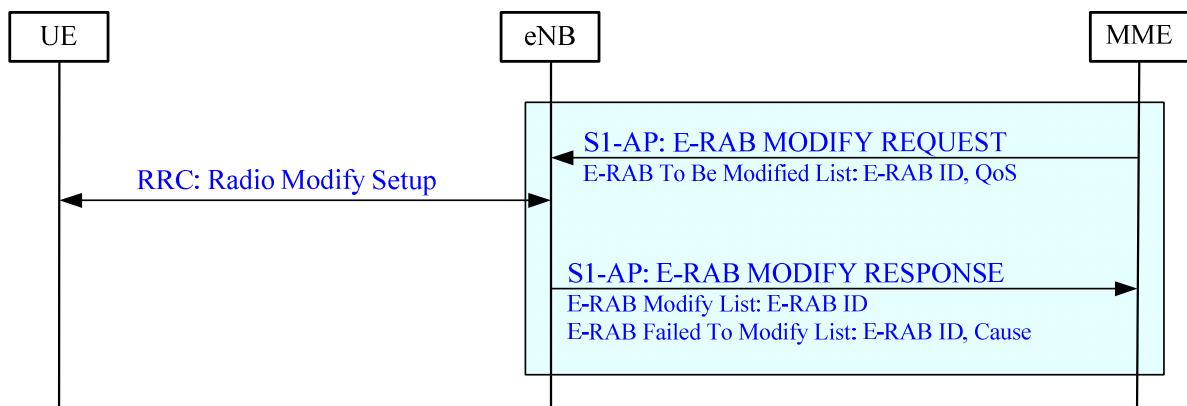 UE
eNB
MME
S1-AP: E-RAB MODIFY REQUEST
E-RAB To Be Modified List: E-RAB ID, QoS
RRC: Radio Modify Setup
S1-AP: E-RAB MODIFY RESPONSE
E-RAB Modify List: E-RAB ID
E-RAB Failed To Modify List: E-RAB ID, Cause